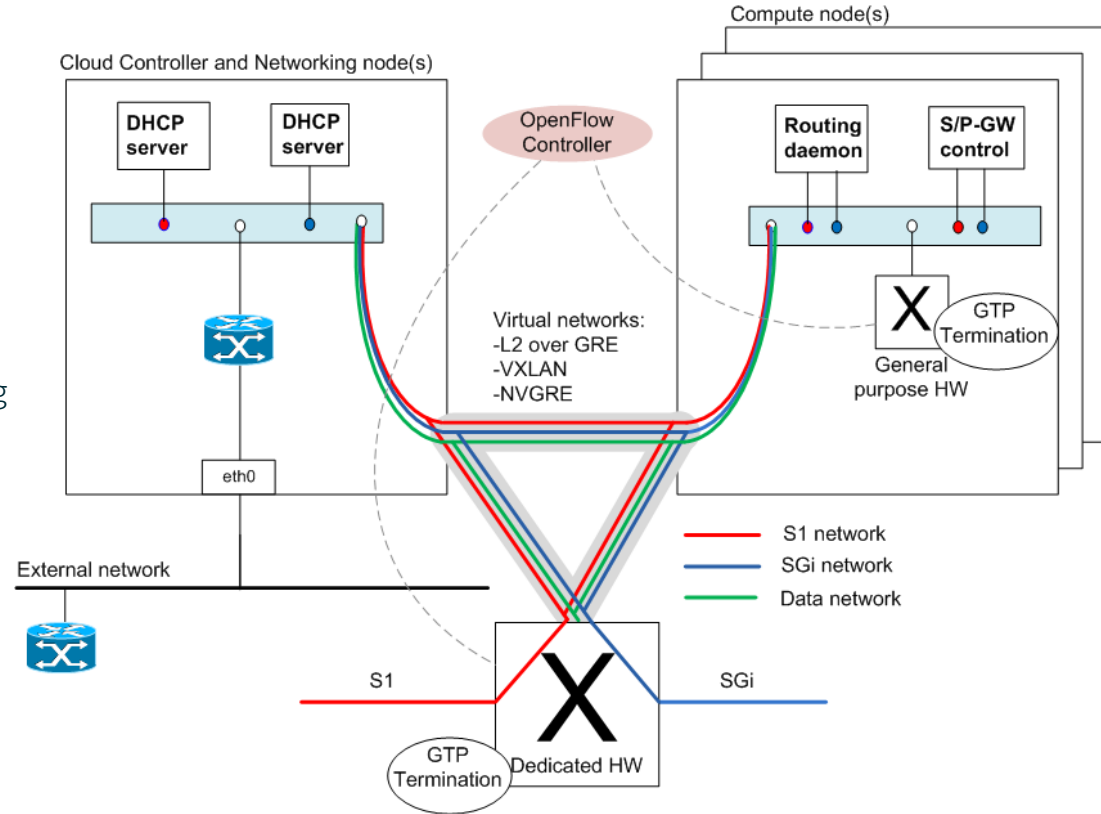 Compute node(s)
Cloud Controller and Networking node(s)
DHCP
server
DHCP
server
OpenFlow
Controller
Routing
daemon
S/P-GW
control
Virtual networks:
-L2 over GRE
-VXLAN
-NVGRE
X
GTP
Termination
General
purpose HW
eth0
External network
S1 network
SGi network
Data network
S1
SGi
X
GTP
Termination
Dedicated HW